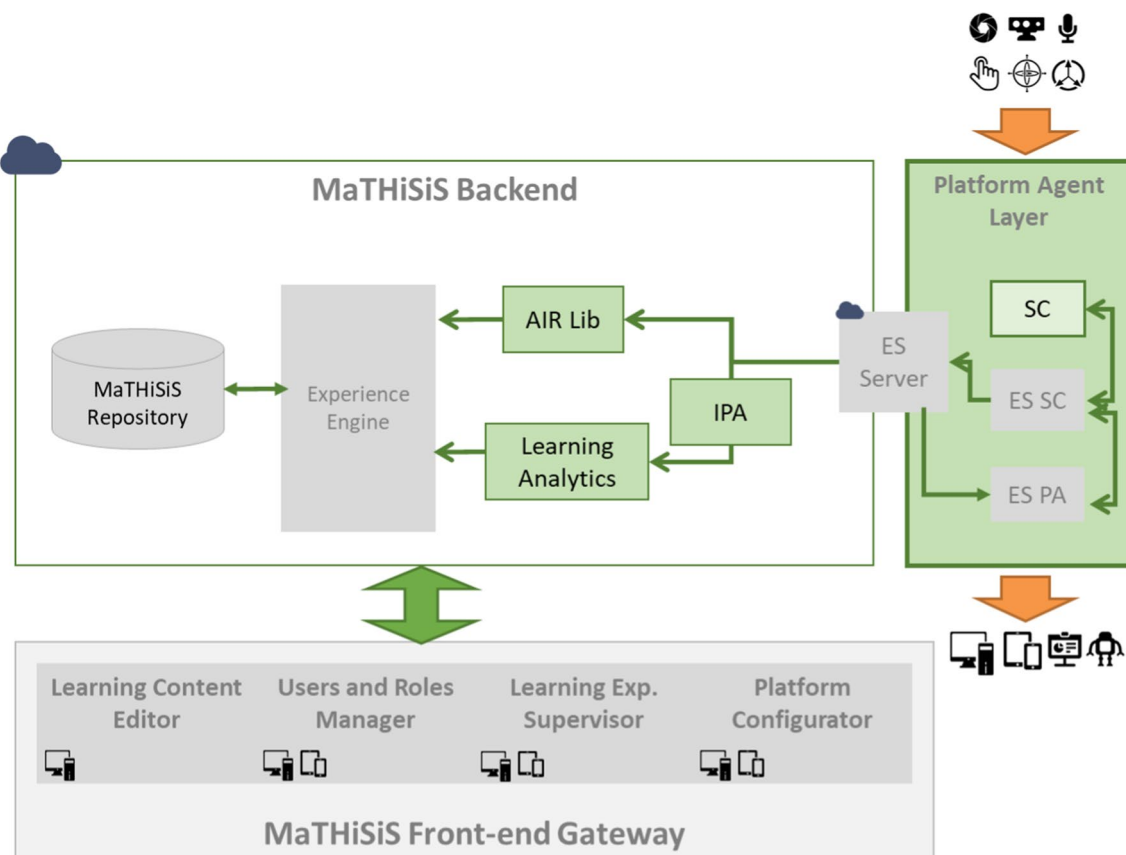 MaTHiSiS Backend
Platform Agent
Layer
AIR Lib
SC
ES
Server
MaTHiSiS
Repository
Experience
Engine
IPA
ES SC
Learning
Analytics
ES PA
Learning Content
Editor
Users and Roles
Manager
Learning Exp.
Supervisor
Platform
Configurator
MaTHiSiS Front-end Gateway